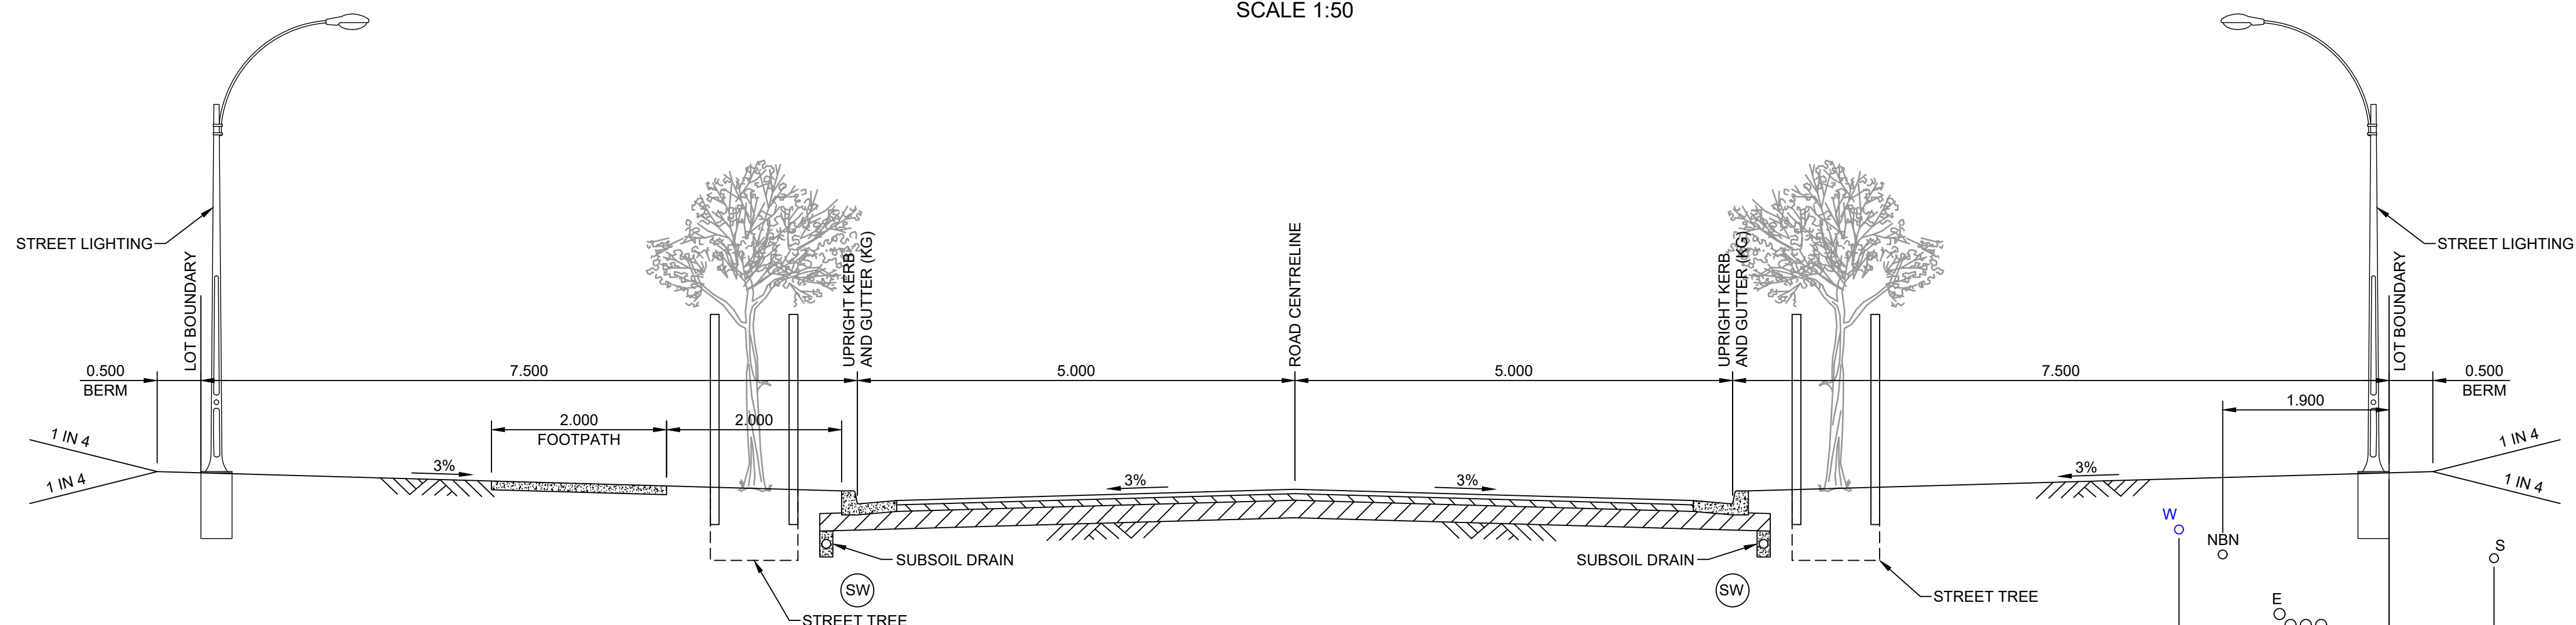 SCALE 1:50
STREET LIGHTING
STREET LIGHTING
LOT BOUNDARY
UPRIGHT KERB
AND GUTTER (KG)
ROAD CENTRELINE
UPRIGHT KERB
AND GUTTER (KG)
LOT BOUNDARY
0.500
BERM
7.500
5.000
5.000
7.500
0.500
BERM
1.900
2.000
FOOTPATH
2.000
1 IN 4
1 IN 4
3%
3%
3%
3%
1 IN 4
1 IN 4
W
NBN
S
SUBSOIL DRAIN
SUBSOIL DRAIN
SW
SW
STREET TREE
E
STREET TREE